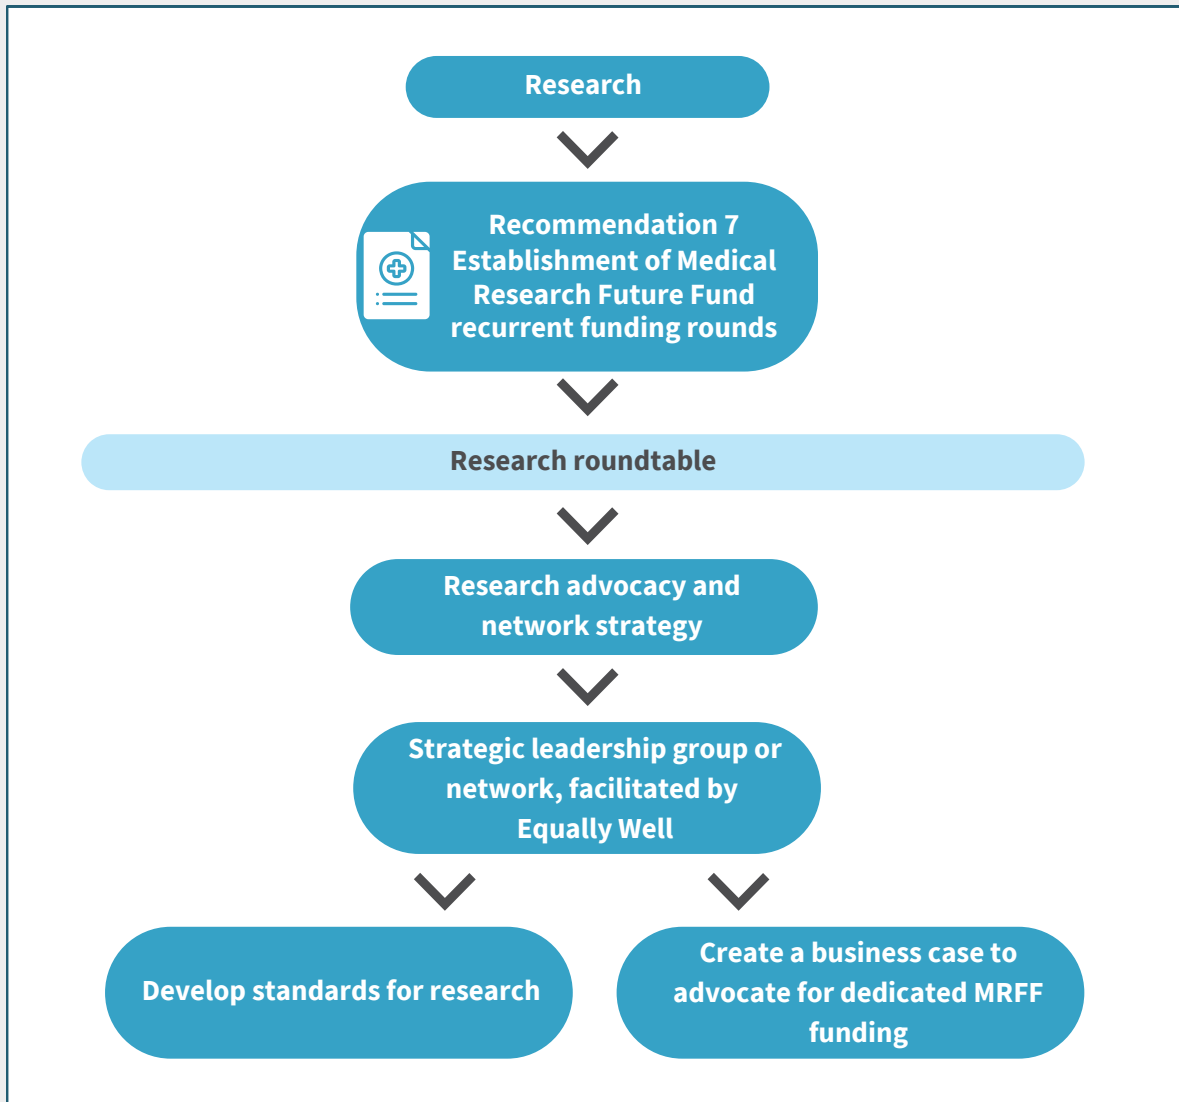 Research
Recommendation 7
Establishment of Medical
Research Future Fund
recurrent funding rounds
Research roundtable
Research advocacy and
network strategy
Strategic leadership group or
network, facilitated by
Equally Well
Develop standards for research
Create a business case to
advocate for dedicated MRFF
funding